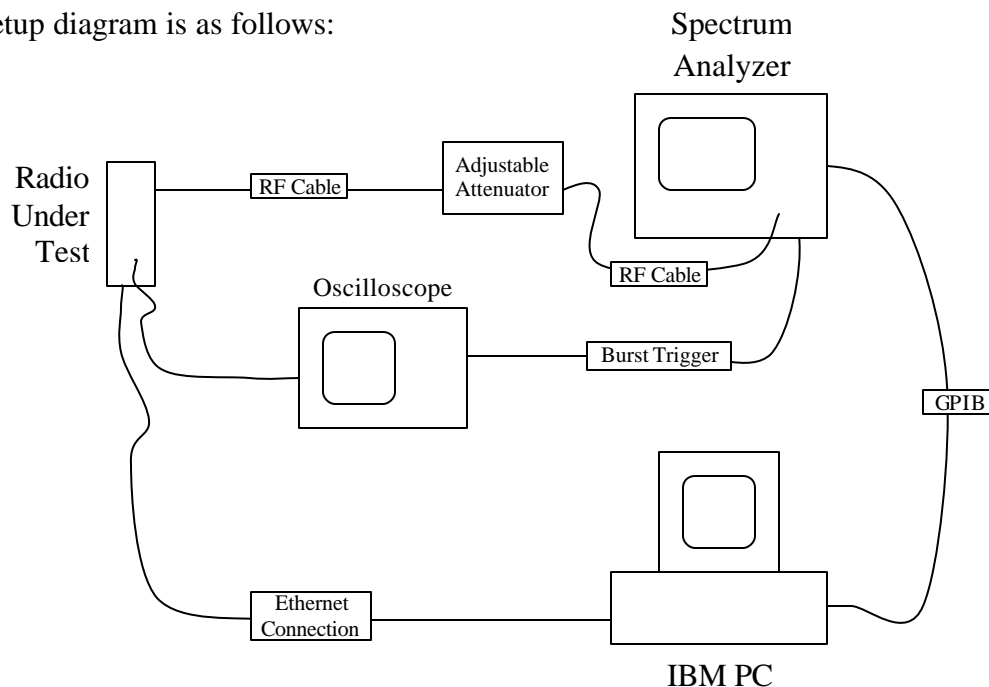 etup diagram is as follows:
Spectrum
Analyzer
Radio
Under
Test
RF Cable
Adjustable
Attenuator
RF Cable
Oscilloscope
Burst Trigger
GPIB
Ethernet
Connection
IBM PC